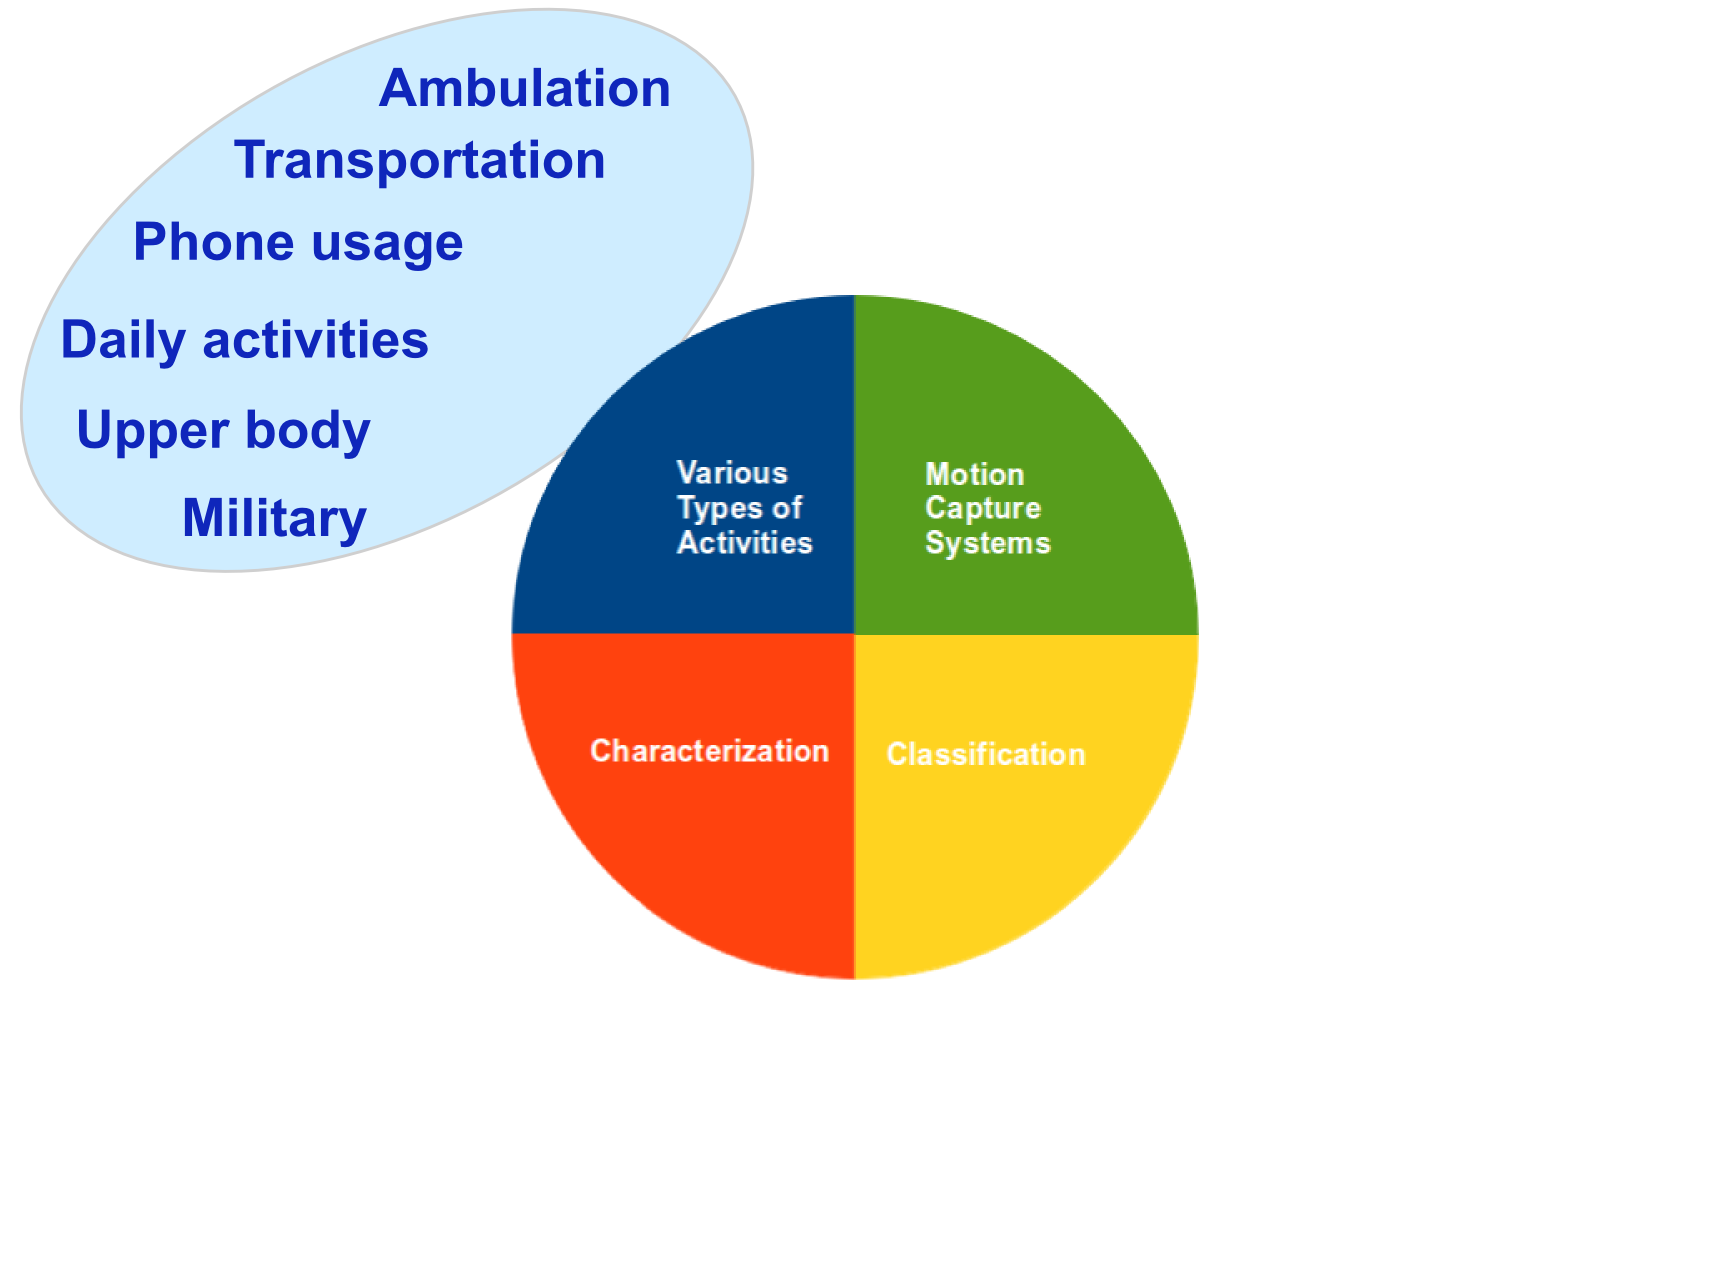 Ambulation
Transportation
Phone usage
Daily activities
Upper body
Military
Various
Types of
Activities
Motion
Capture
Systems
Characterization
Classification